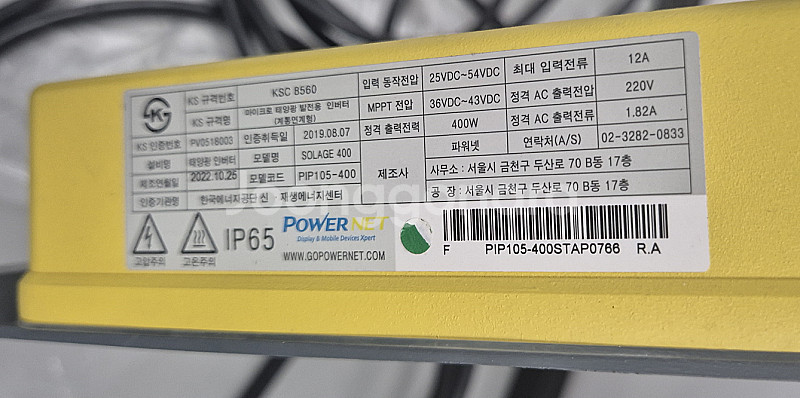 KS 규격번호 KSC 8560 입력 동작전압 25VDC~54VDC 최대 입력전류 12A
KS 규격명 마이크로 태양광 발전용 인버터 (계통연계형) MPPT 전압 36VDC~43VDC 정격 AC 출력전압 220V
KS 인증번호 PV0518003 인증취득일 2019.08.07 정격 출력전력 400W 정격 AC 출력전류 1.82A
설비명 태양광 인버터 모델명 SOLAGE 400 제조사 파워넷 연락처(A/S) 02-3282-0833
제조연월일 2022.10.25 모델코드 PIP105-400 사무소: 서울시 금천구 두산로 70 B동 17층
인증기관명 한국에너지공단 신 재생에너지센터 공 장: 서울시 금천구 두산로 70 B동 17층
고압주의 고온주의 IP65
POWERNET
Display & Mobile Devices Xpert
WWW.GOPOWERNET.COM
F PIP105-400STAP0766 R.A